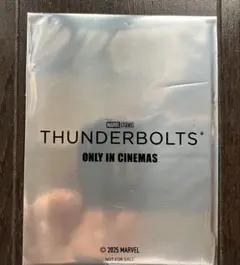 MARVEL STUDIOS
THUNDERBOLTS*
ONLY IN CINEMAS
© 2025 MARVEL
NOT FOR SALE